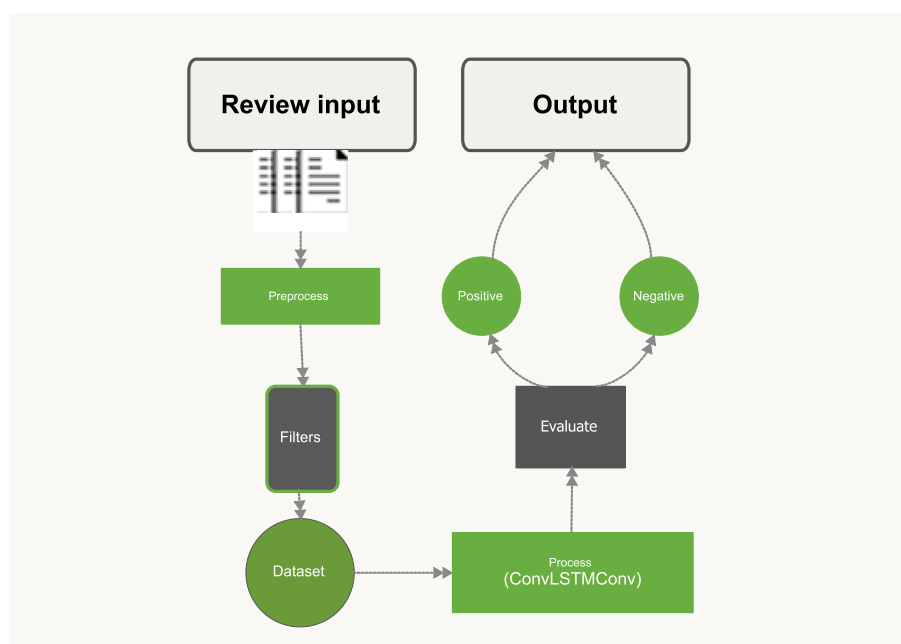 Review input
Output
Preprocess
Positive
Negative
Filters
Evaluate
Dataset
Process
(ConvLSTMConv)